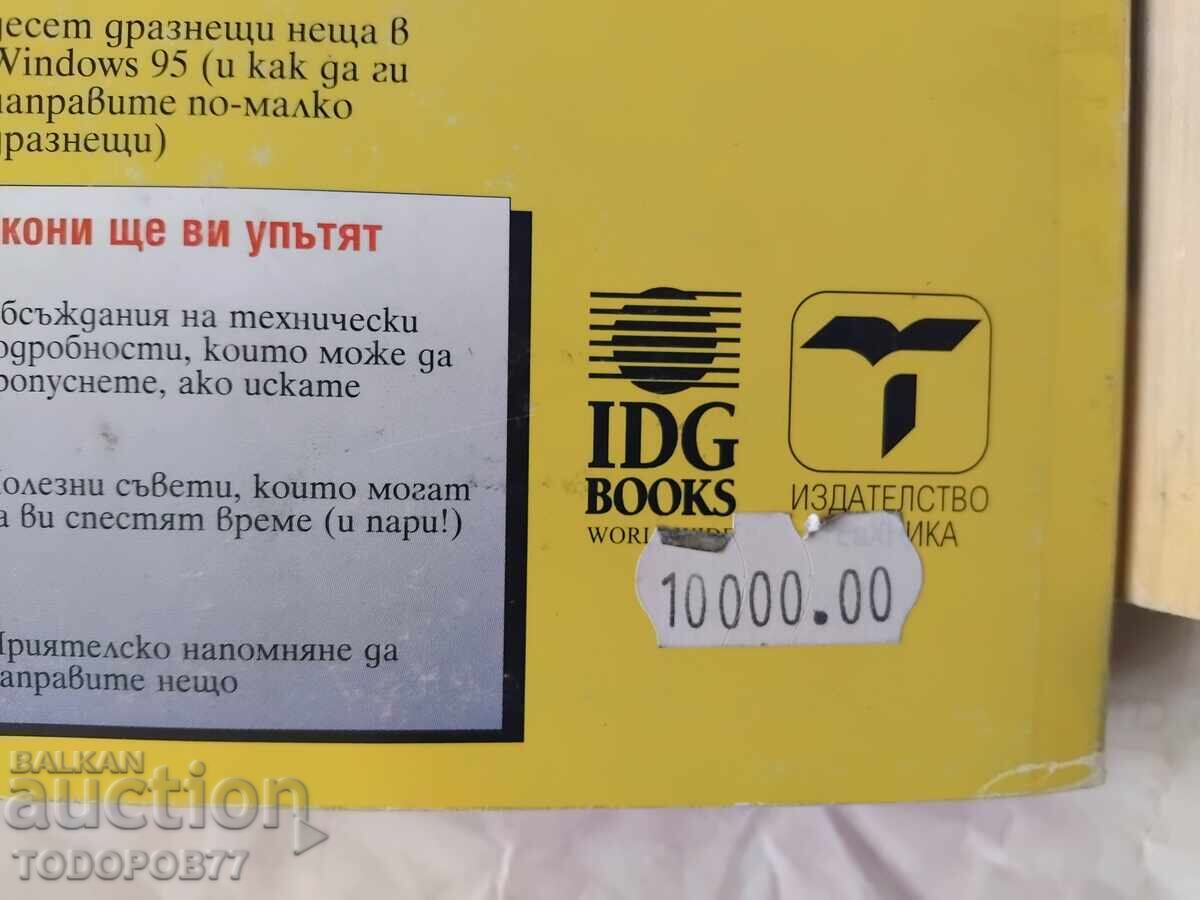 десет дразнещи неща в
Windows 95 (и как да ги
направите по-малко
дразнещи)
кони ще ви упътят
бсъждания на технически
одробности, които може да
ропуснете, ако искате
олезни съвети, които могат
а ви спестят време (и пари!)
Приятелско напомняне да
аправите нещо
IDG
BOOKS
ИЗДАТЕЛСТВО
10000.00
BALKAN
auction
TODOPOB77